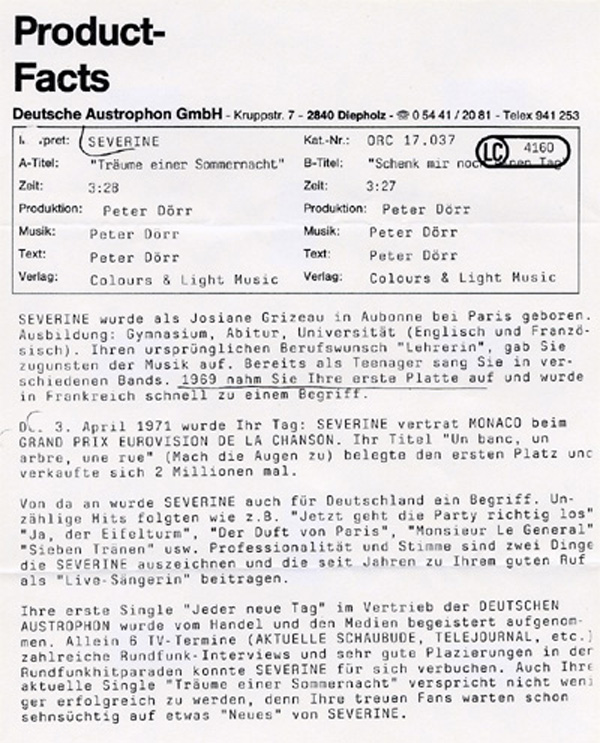 Product-
Facts
Deutsche Austrophon GmbH - Kruppstr. 7 - 2840 Diepholz - ☎ 0 54 41 / 20 81 - Telex 941 253
pret: SEVERINE Kat.-Nr.: ORC 17.037 LC 4160
A-Titel: "Träume einer Sommernacht" B-Titel: "Schenk mir noch einen Tag"
Zeit: 3:28 Zeit: 3:27
Produktion: Peter Dörr Produktion: Peter Dörr
Musik: Peter Dörr Musik: Peter Dörr
Text: Peter Dörr Text: Peter Dörr
Verlag: Colours & Light Music Verlag: Colours & Light Music
SEVERINE wurde als Josiane Grizeau in Aubonne bei Paris geboren.
Ausbildung: Gymnasium, Abitur, Universität (Englisch und Franzö-
sisch). Ihren ursprünglichen Berufswunsch "Lehrerin", gab Sie
zugunsten der Musik auf. Bereits als Teenager sang Sie in ver-
schiedenen Bands. 1969 nahm Sie Ihre erste Platte auf und wurde
in Frankreich schnell zu einem Begriff.
3. April 1971 wurde Ihr Tag: SEVERINE vertrat MONACO beim
GRAND PRIX EUROVISION DE LA CHANSON. Ihr Titel "Un banc, un
arbre, une rue" (Mach die Augen zu) belegte den ersten Platz und
verkaufte sich 2 Millionen mal.
Von da an wurde SEVERINE auch für Deutschland ein Begriff. Un-
zählige Hits folgten wie z.B. "Jetzt geht die Party richtig los"
"Ja, der Eifelturm", "Der Duft von Paris", "Monsieur Le General"
"Sieben Tränen" usw. Professionalität und Stimme sind zwei Dinge
die SEVERINE auszeichnen und die seit Jahren zu Ihrem guten Ruf
als "Live-Sängerin" beitragen.
Ihre erste Single "Jeder neue Tag" im Vertrieb der DEUTSCHEN
AUSTROPHON wurde vom Handel und den Medien begeistert aufgenom-
men. Allein 6 TV-Termine (AKTUELLE SCHAUBUDE, TELEJOURNAL, etc.)
zahlreiche Rundfunk-Interviews und sehr gute Plazierungen in der
Rundfunkhitparaden konnte SEVERINE für sich verbuchen. Auch Ihre
aktuelle Single "Träume einer Sommernacht" verspricht nicht weni
ger erfolgreich zu werden, denn Ihre treuen Fans warten schon
sehnsüchtig auf etwas "Neues" von SEVERINE.